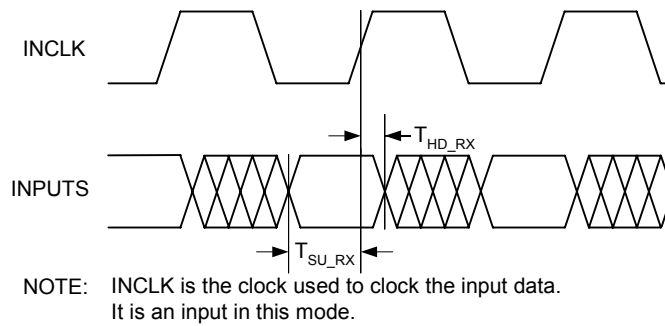 INCLK
T_HD_RX
INPUTS
T_SU_RX
NOTE: INCLK is the clock used to clock the input data.
It is an input in this mode.